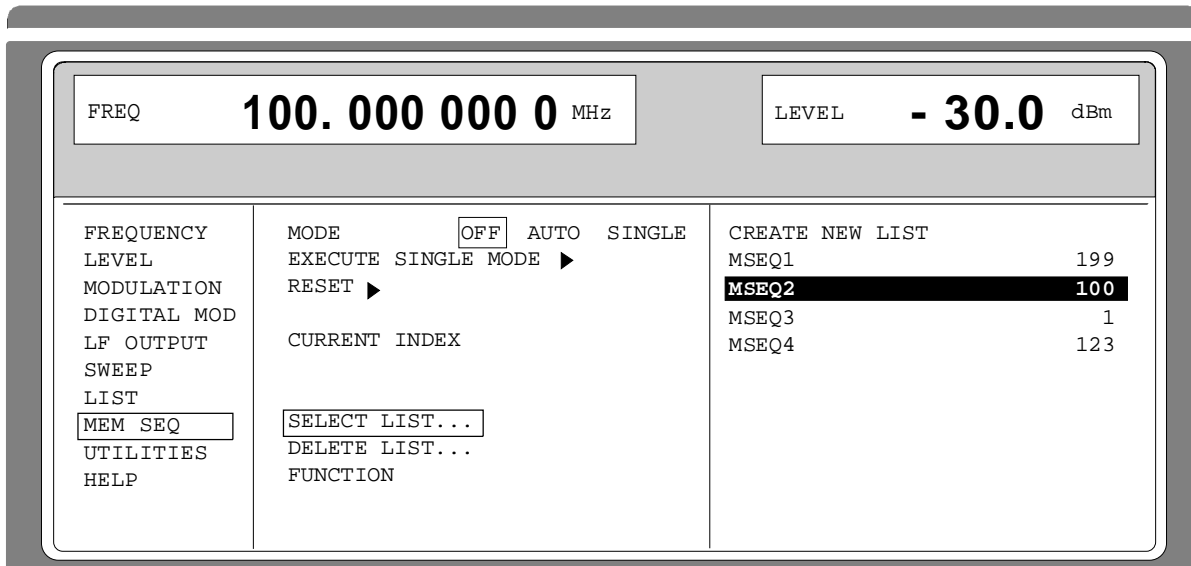 FREQ 100. 000 000 0 MHz
LEVEL - 30.0 dBm
FREQUENCY
LEVEL
MODULATION
DIGITAL MOD
LF OUTPUT
SWEEP
LIST
MEM SEQ
UTILITIES
HELP
MODE OFF AUTO SINGLE
EXECUTE SINGLE MODE ▶
RESET ▶
CURRENT INDEX
SELECT LIST...
DELETE LIST...
FUNCTION
CREATE NEW LIST
MSEQ1 199
MSEQ2 100
MSEQ3 1
MSEQ4 123